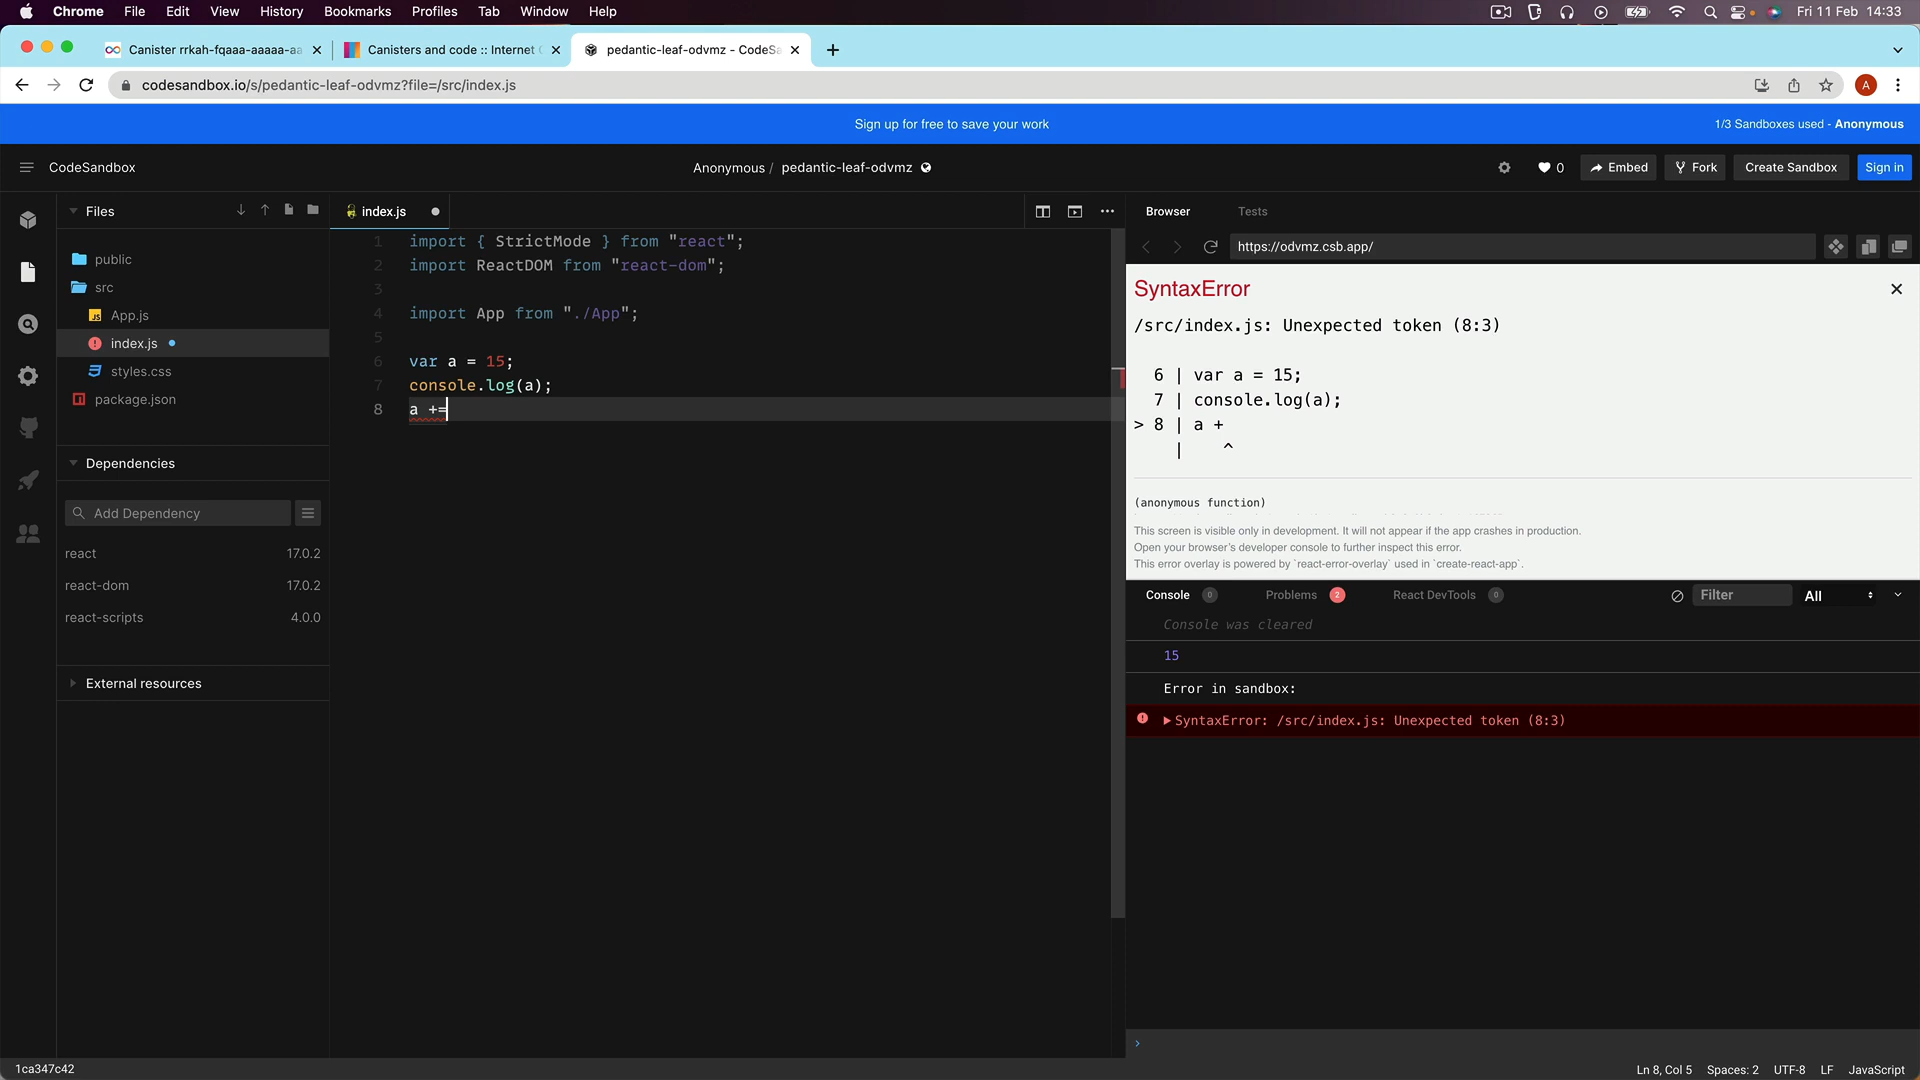 Chrome File Edit View History Bookmarks Profiles Tab Window Help Fri 11 Feb 14:33
Canister rrkah-fqaaa-aaaaa-aa
Canisters and code :: Internet
pedantic-leaf-odvmz - CodeSa
codesandbox.io/s/pedantic-leaf-odvmz?file=/src/index.js
A
Sign up for free to save your work
1/3 Sandboxes used - Anonymous
CodeSandbox
Anonymous / pedantic-leaf-odvmz
0
Embed
Fork
Create Sandbox
Sign in
Files
public
src
App.js
index.js
styles.css
package.json
Dependencies
Add Dependency
react 17.0.2
react-dom 17.0.2
react-scripts 4.0.0
External resources
index.js
1 import { StrictMode } from "react";
2 import ReactDOM from "react-dom";
3
4 import App from "./App";
5
6 var a = 15;
7 console.log(a);
8 a +=
Browser Tests
https://odvmz.csb.app/
SyntaxError
/src/index.js: Unexpected token (8:3)
6 | var a = 15;
7 | console.log(a);
> 8 | a +
| ^
(anonymous function)
This screen is visible only in development. It will not appear if the app crashes in production.
Open your browser's developer console to further inspect this error.
This error overlay is powered by `react-error-overlay` used in `create-react-app`.
Console 0 Problems 2 React DevTools 0 Filter All
Console was cleared
15
Error in sandbox:
SyntaxError: /src/index.js: Unexpected token (8:3)
1ca347c42
Ln 8, Col 5 Spaces: 2 UTF-8 LF JavaScript